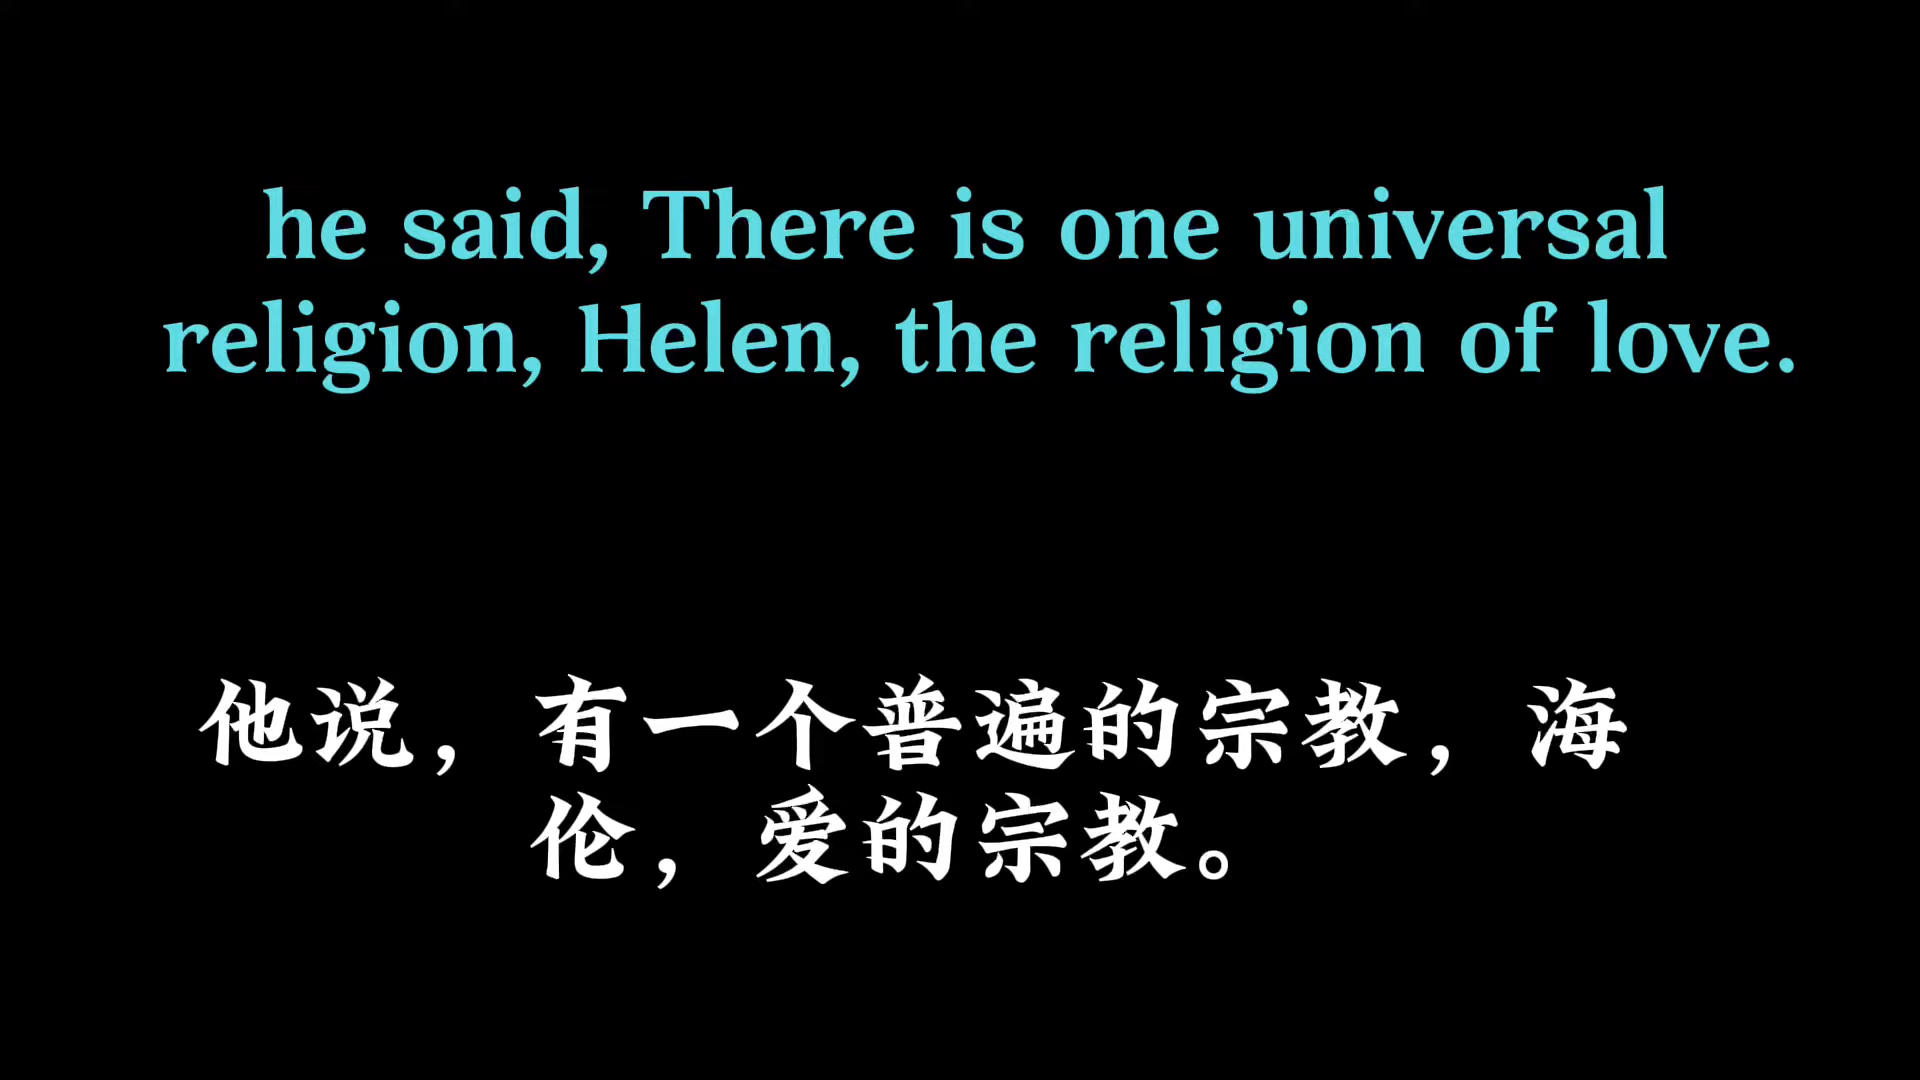 he said, There is one universal
religion, Helen, the religion of love.
他说，有一个普遍的宗教，海
伦，爱的宗教。